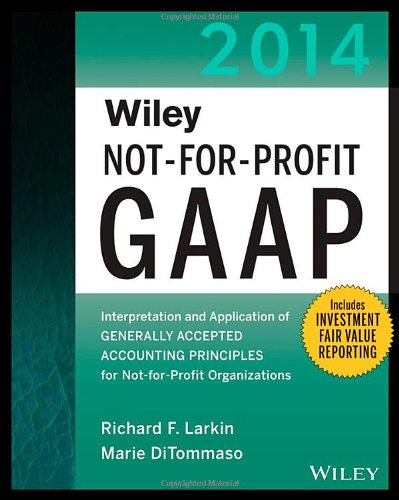 2014
Wiley
NOT-FOR-PROFIT
GAAP
Interpretation and Application of
GENERALLY ACCEPTED
ACCOUNTING PRINCIPLES
for Not-for-Profit Organizations
Includes
INVESTMENT
FAIR VALUE
REPORTING
Richard F. Larkin
Marie DiTommaso
WILEY